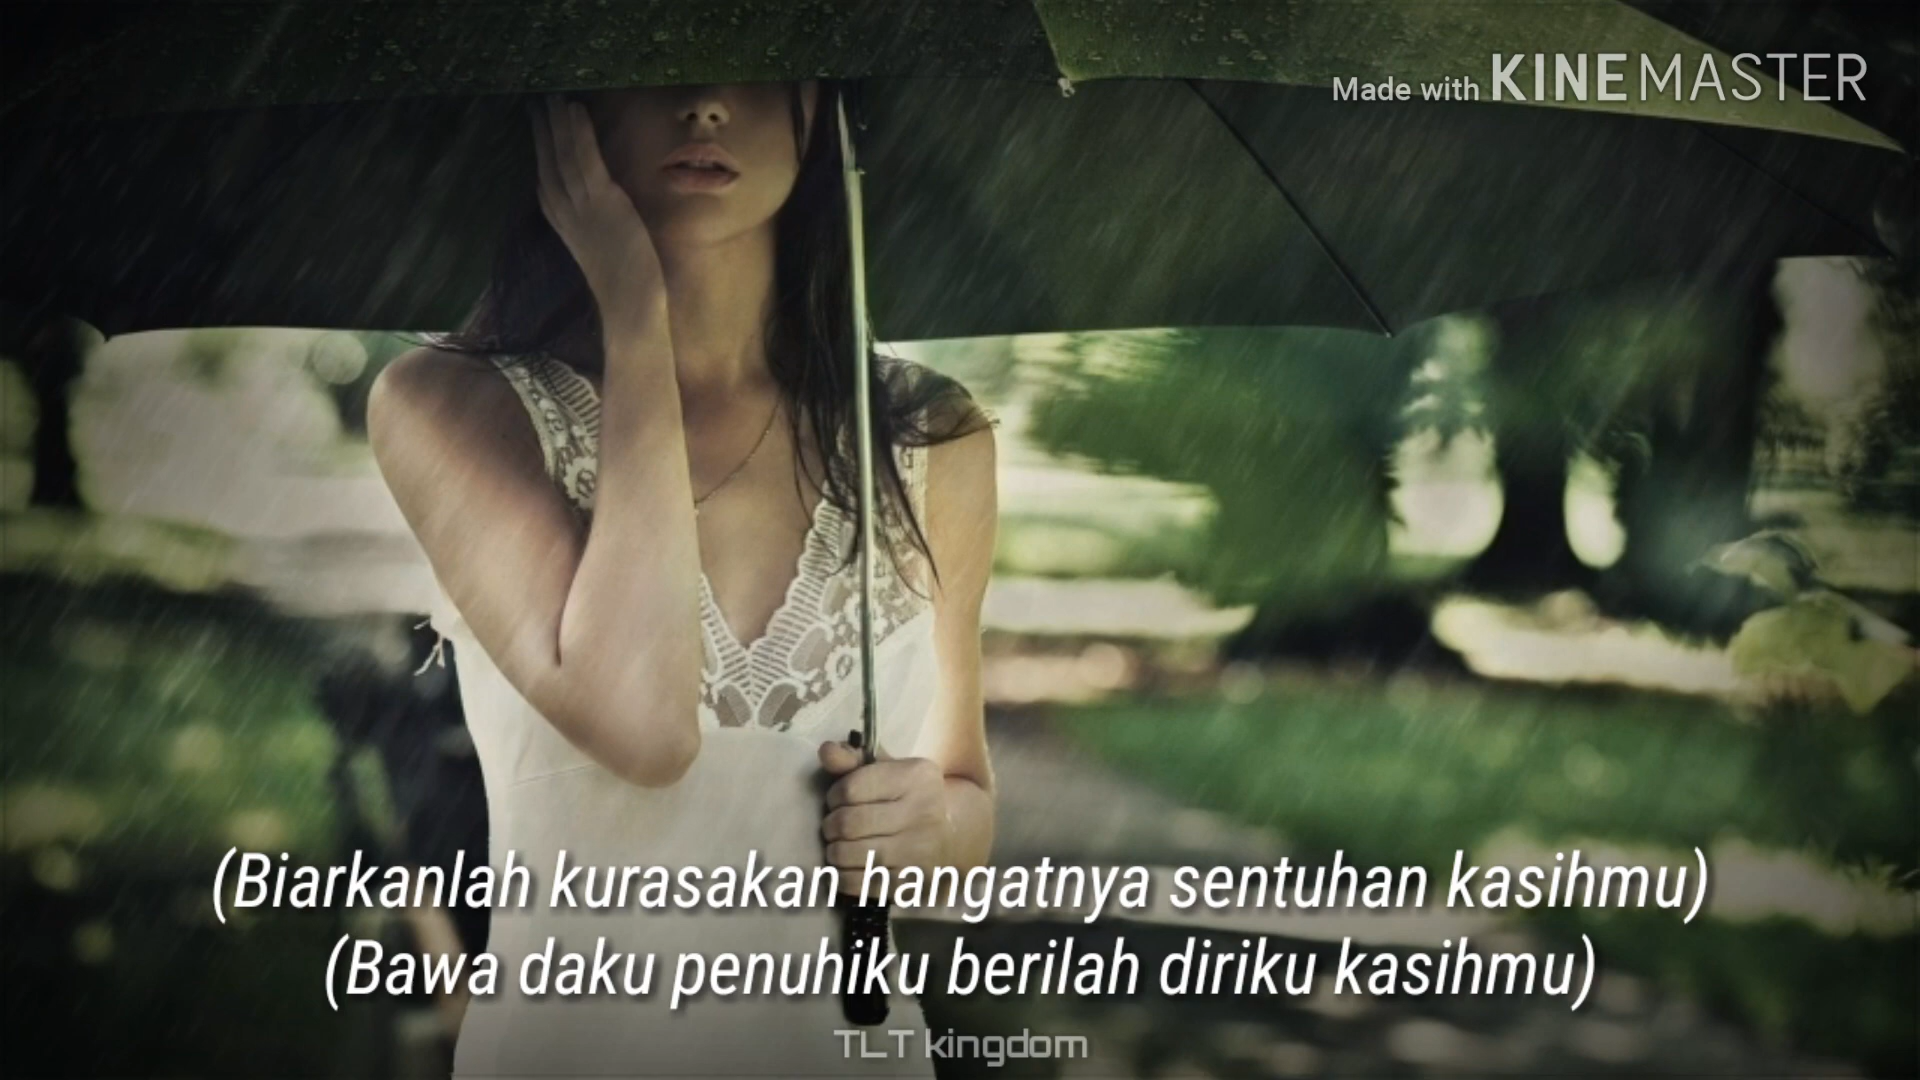 Made with KINEMASTER
(Biarkanlah kurasakan hangatnya sentuhan kasihmu)
(Bawa daku penuhiku berilah diriku kasihmu)
TLT kingdom